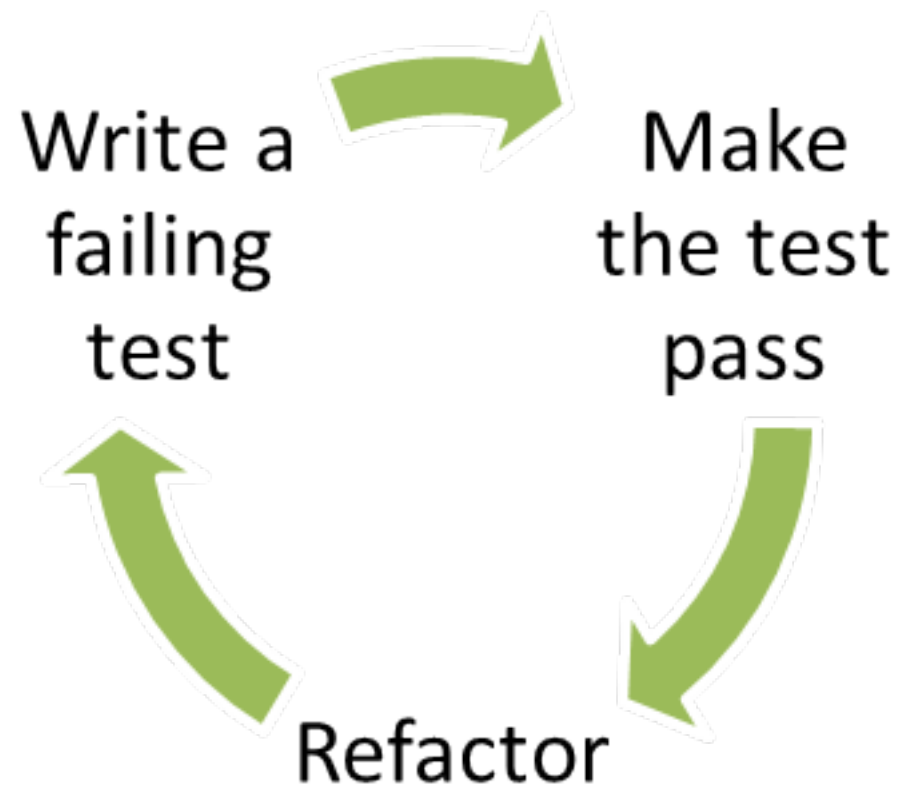 Write a
failing
test
Make
the test
pass
Refactor